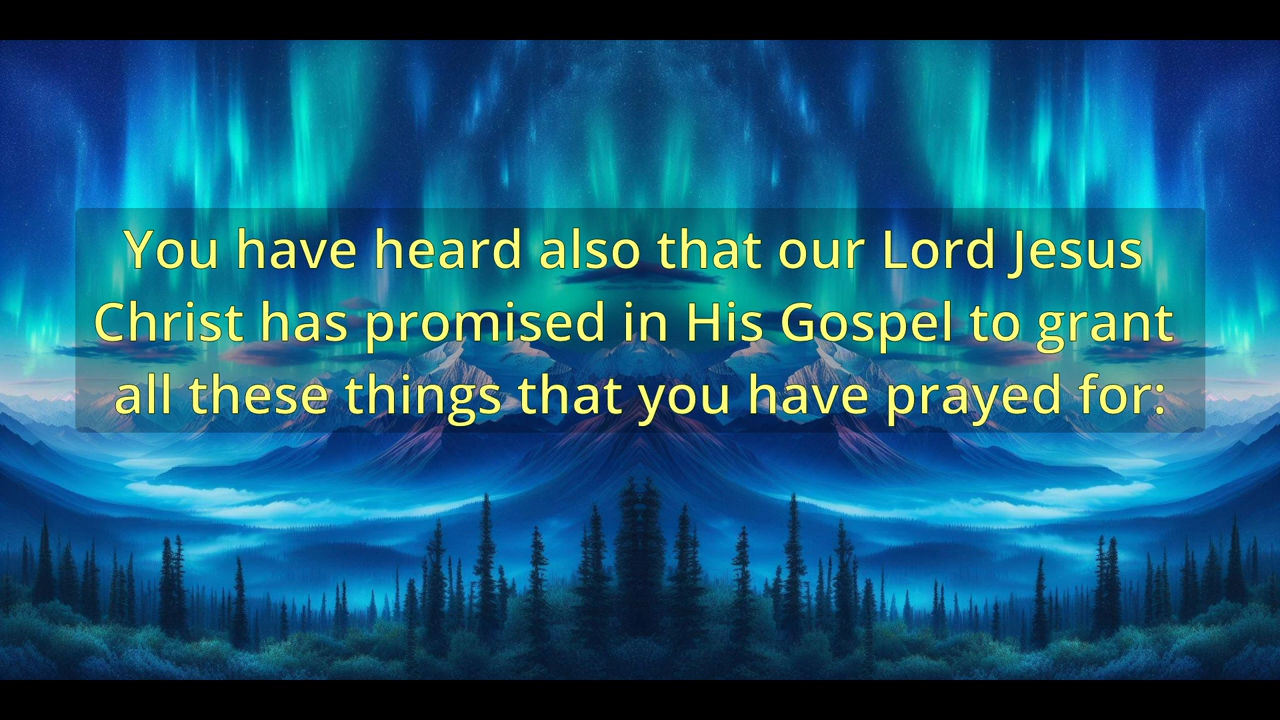 You have heard also that our Lord Jesus
Christ has promised in His Gospel to grant
all these things that you have prayed for: